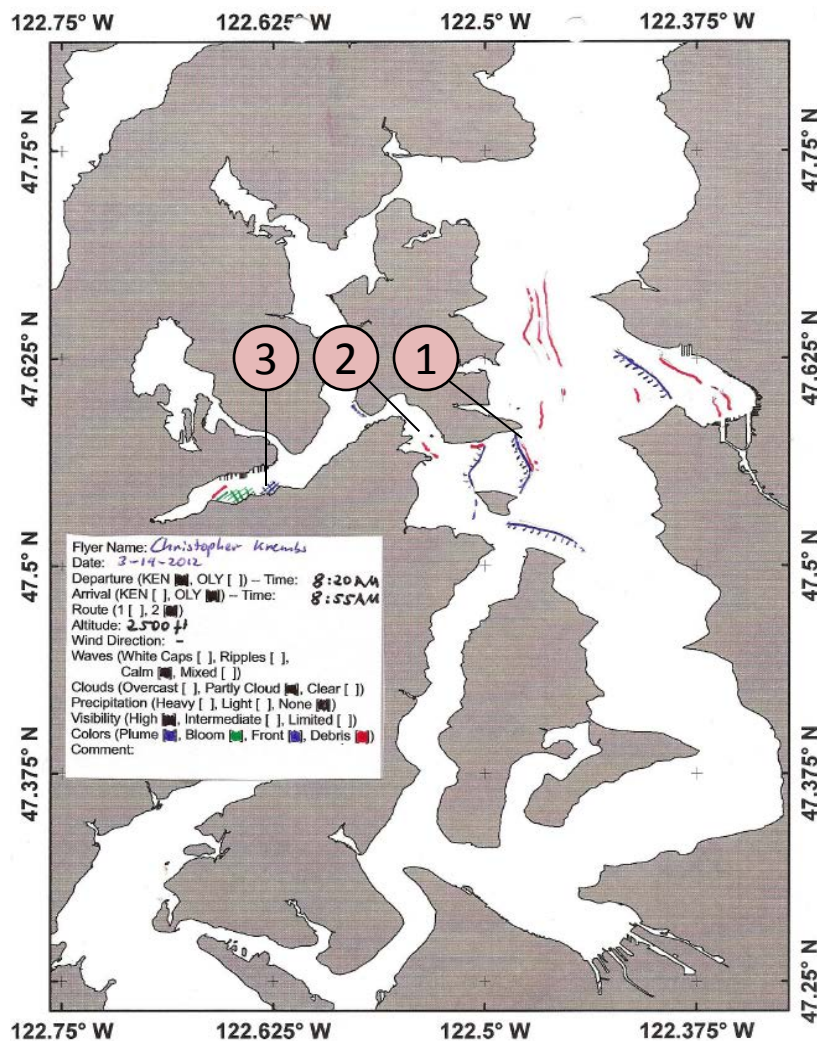 122.75° W 122.625° W 122.5° W 122.375° W
47.75° N 47.75° N
47.625° N 47.625° N
3 2 1
47.5° N 47.5° N
Flyer Name: Christopher Krembs
Date: 3-14-2012
Departure (KEN [■], OLY [ ]) -- Time: 8:20AM
Arrival (KEN [ ], OLY [■]) -- Time: 8:55AM
Route (1 [ ], 2 [■])
Altitude: 2500 ft
Wind Direction: -
Waves (White Caps [ ], Ripples [ ],
Calm [■], Mixed [ ])
Clouds (Overcast [ ], Partly Cloud [■], Clear [ ])
Precipitation (Heavy [ ], Light [ ], None [■])
Visibility (High [■], Intermediate [ ], Limited [ ])
Colors (Plume [■], Bloom [■], Front [■], Debris [■])
Comment:
47.375° N 47.375° N
47.25° N 47.25° N
122.75° W 122.625° W 122.5° W 122.375° W